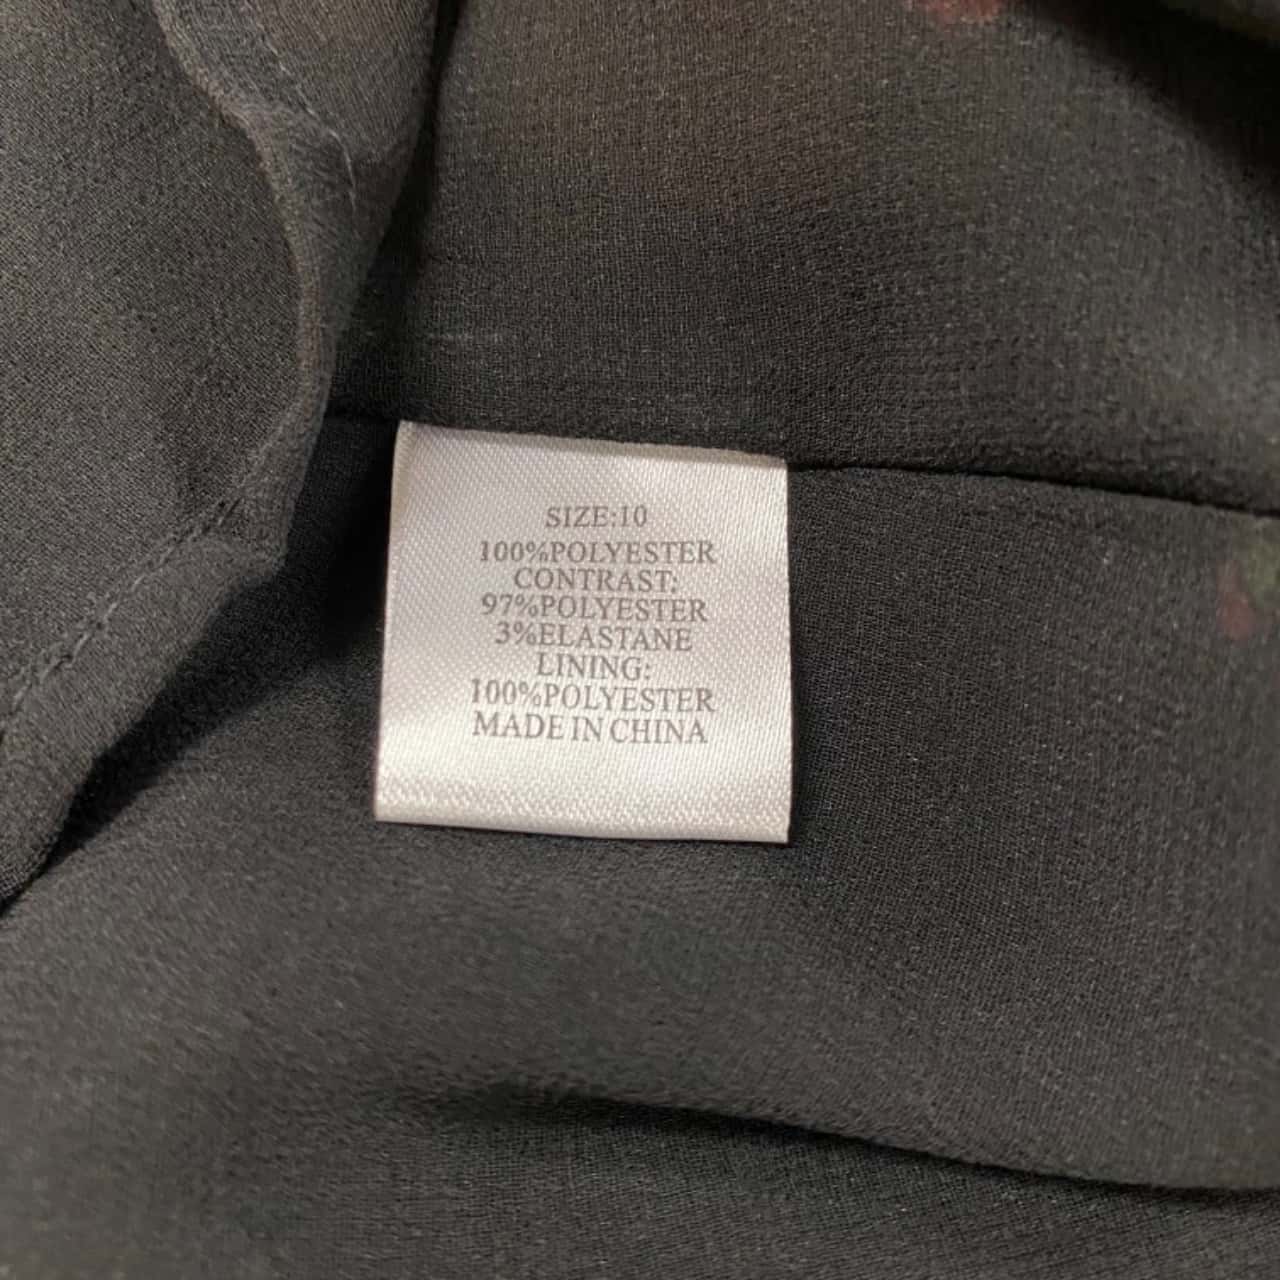 SIZE:10
100%POLYESTER
CONTRAST:
97%POLYESTER
3%ELASTANE
LINING:
100%POLYESTER
MADE IN CHINA